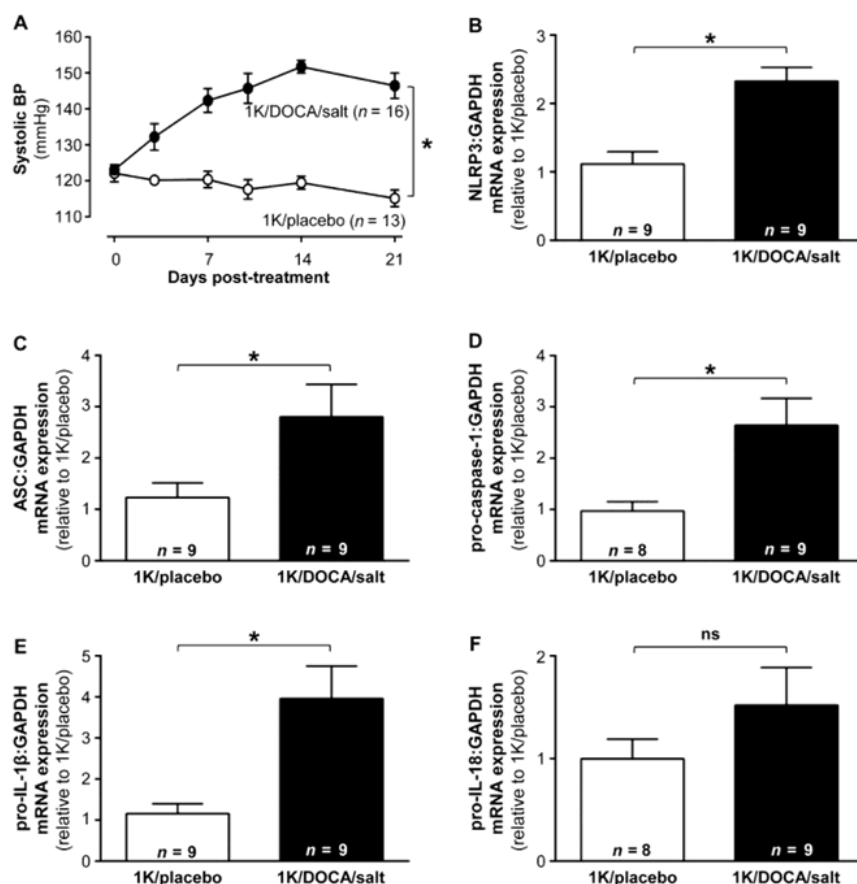 A
160
150
140
130
120
110
Systolic BP
(mmHg)
1K/DOCA/salt (n = 16)
*
1K/placebo (n = 13)
0 7 14 21
Days post-treatment
B
3
2
1
0
NLRP3:GAPDH
mRNA expression
(relative to 1K/placebo)
*
n = 9 n = 9
1K/placebo 1K/DOCA/salt
C
4
3
2
1
0
ASC:GAPDH
mRNA expression
(relative to 1K/placebo)
*
n = 9 n = 9
1K/placebo 1K/DOCA/salt
D
4
3
2
1
0
pro-caspase-1:GAPDH
mRNA expression
(relative to 1K/placebo)
*
n = 8 n = 9
1K/placebo 1K/DOCA/salt
E
5
4
3
2
1
0
pro-IL-1β:GAPDH
mRNA expression
(relative to 1K/placebo)
*
n = 9 n = 9
1K/placebo 1K/DOCA/salt
F
2
1
0
pro-IL-18:GAPDH
mRNA expression
(relative to 1K/placebo)
ns
n = 8 n = 9
1K/placebo 1K/DOCA/salt